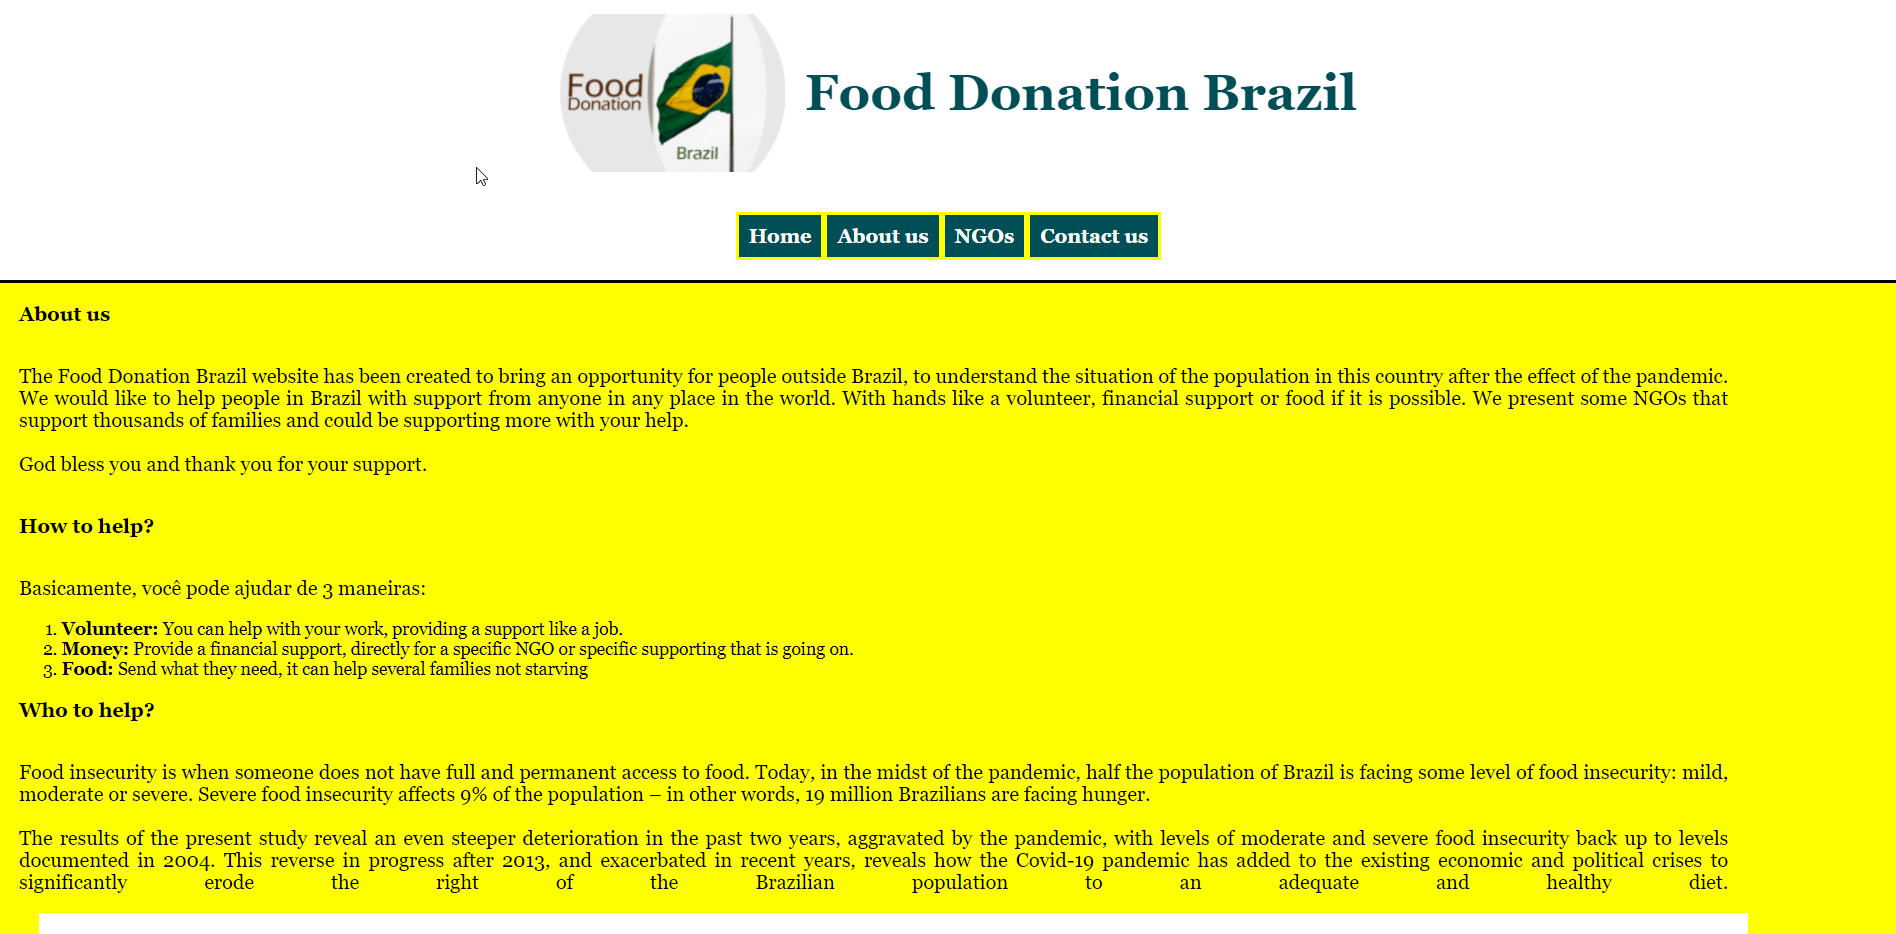 Food
Donation
Brazil
Food Donation Brazil
Home About us NGOs Contact us
About us
The Food Donation Brazil website has been created to bring an opportunity for people outside Brazil, to understand the situation of the population in this country after the effect of the pandemic.
We would like to help people in Brazil with support from anyone in any place in the world. With hands like a volunteer, financial support or food if it is possible. We present some NGOs that
support thousands of families and could be supporting more with your help.
God bless you and thank you for your support.
How to help?
Basicamente, você pode ajudar de 3 maneiras:
1. Volunteer: You can help with your work, providing a support like a job.
2. Money: Provide a financial support, directly for a specific NGO or specific supporting that is going on.
3. Food: Send what they need, it can help several families not starving
Who to help?
Food insecurity is when someone does not have full and permanent access to food. Today, in the midst of the pandemic, half the population of Brazil is facing some level of food insecurity: mild,
moderate or severe. Severe food insecurity affects 9% of the population – in other words, 19 million Brazilians are facing hunger.
The results of the present study reveal an even steeper deterioration in the past two years, aggravated by the pandemic, with levels of moderate and severe food insecurity back up to levels
documented in 2004. This reverse in progress after 2013, and exacerbated in recent years, reveals how the Covid-19 pandemic has added to the existing economic and political crises to
significantly erode the right of the Brazilian population to an adequate and healthy diet.